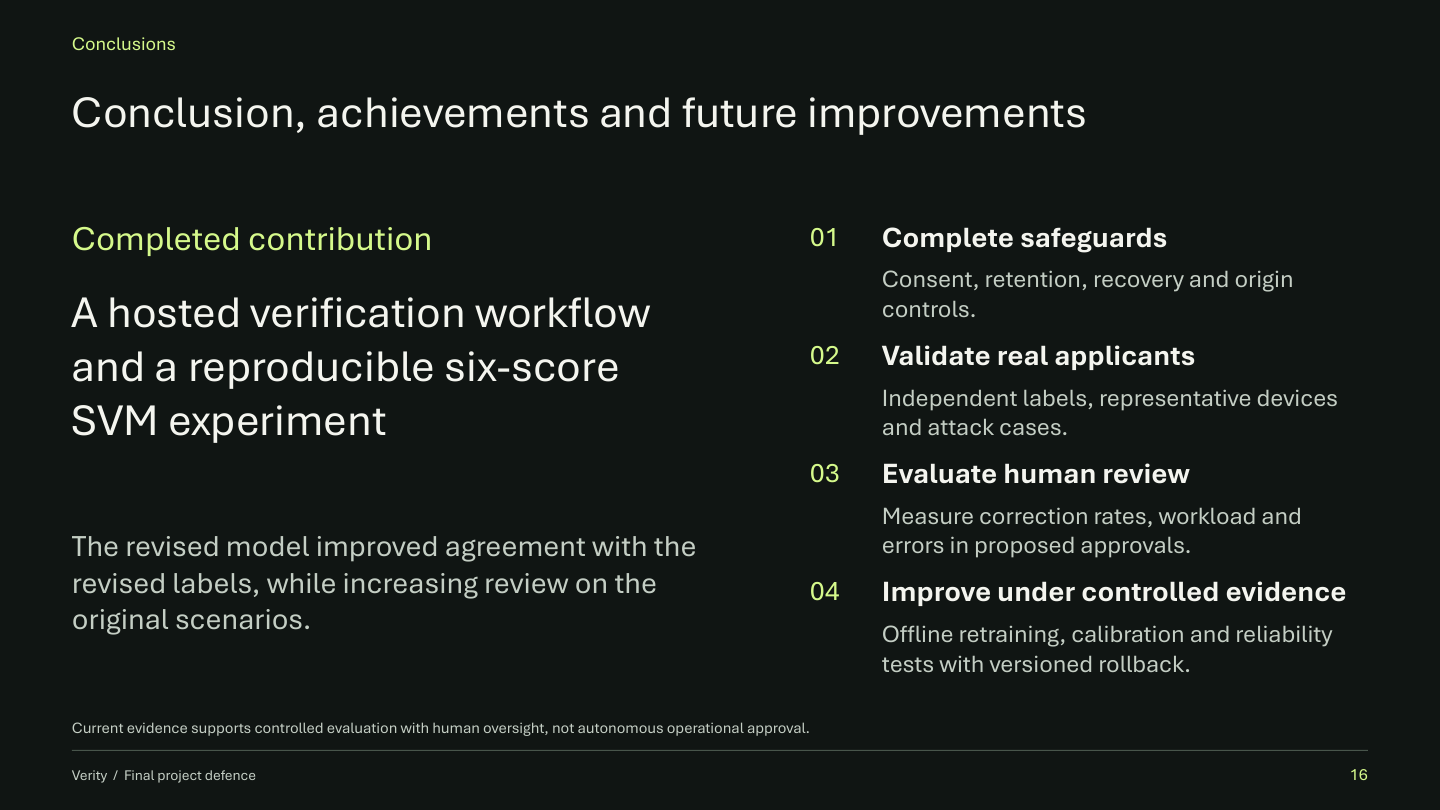 Conclusions
Conclusion, achievements and future improvements
Completed contribution
A hosted verification workflow
and a reproducible six-score
SVM experiment
The revised model improved agreement with the
revised labels, while increasing review on the
original scenarios.
01 Complete safeguards
Consent, retention, recovery and origin
controls.
02 Validate real applicants
Independent labels, representative devices
and attack cases.
03 Evaluate human review
Measure correction rates, workload and
errors in proposed approvals.
04 Improve under controlled evidence
Offline retraining, calibration and reliability
tests with versioned rollback.
Current evidence supports controlled evaluation with human oversight, not autonomous operational approval.
Verity / Final project defence
16